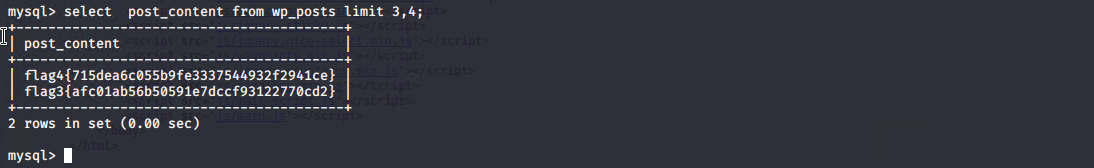 mysql> select  post_content from wp_posts limit 3,4;
+----------------------------------------+
| post_content                           |
+----------------------------------------+
| flag4{715dea6c055b9fe3337544932f2941ce} |
| flag3{afc01ab56b50591e7dccf93122770cd2} |
+----------------------------------------+
2 rows in set (0.00 sec)
mysql>